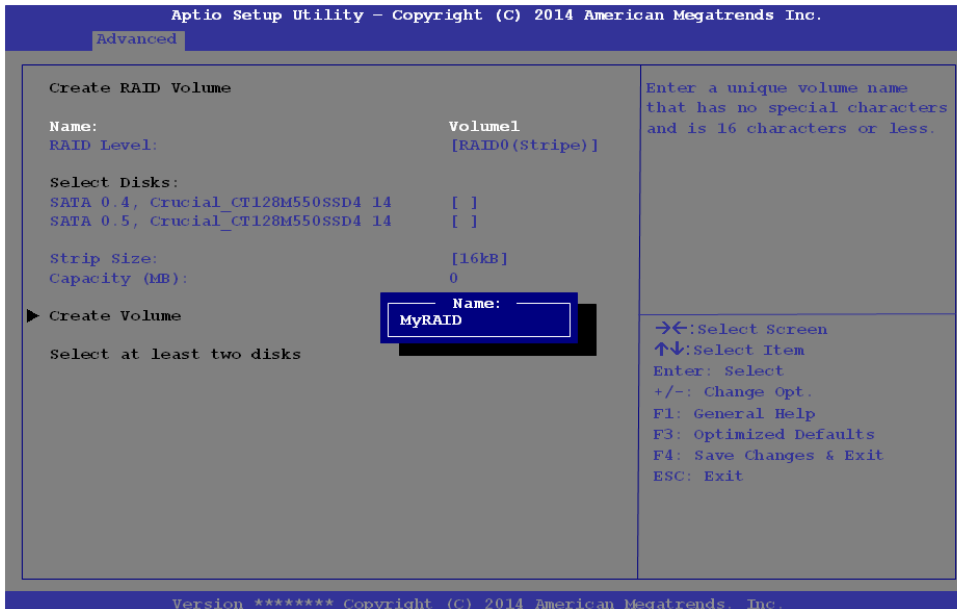 Aptio Setup Utility – Copyright (C) 2014 American Megatrends Inc.
Advanced
Create RAID Volume
Name: Volume1
RAID Level: [RAID0(Stripe)]
Select Disks:
SATA 0.4, Crucial_CT128M550SSD4 14 [ ]
SATA 0.5, Crucial_CT128M550SSD4 14 [ ]
Strip Size: [16kB]
Capacity (MB): 0
▶ Create Volume
Select at least two disks
Name:
MyRAID
Enter a unique volume name
that has no special characters
and is 16 characters or less.
→←:Select Screen
↑↓:Select Item
Enter: Select
+/-: Change Opt.
F1: General Help
F3: Optimized Defaults
F4: Save Changes & Exit
ESC: Exit
Version ******** Copyright (C) 2014 American Megatrends, Inc.